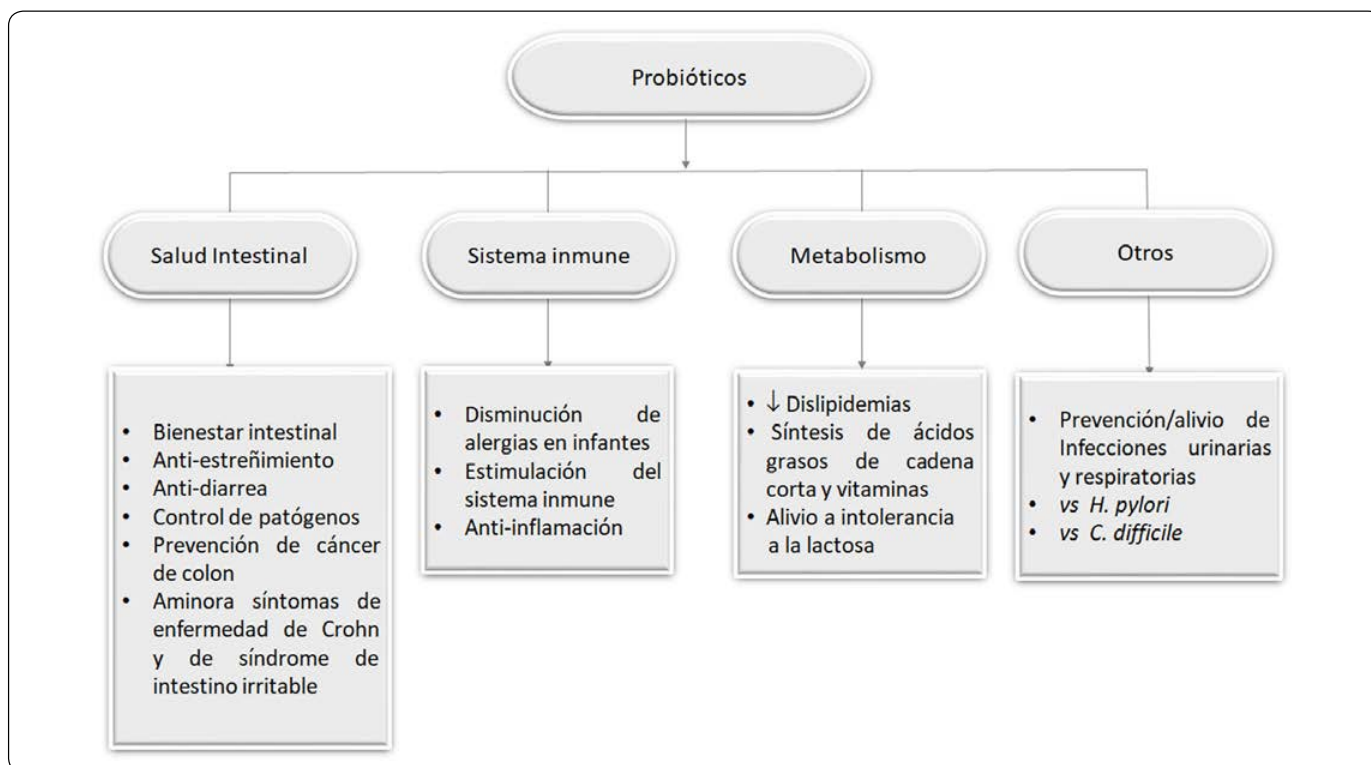 Probióticos
Salud Intestinal
Sistema inmune
Metabolismo
Otros
• Bienestar intestinal
• Anti-estreñimiento
• Anti-diarrea
• Control de patógenos
• Prevención de cáncer
de colon
• Aminora síntomas de
enfermedad de Crohn
y de síndrome de
intestino irritable
• Disminución de
alergias en infantes
• Estimulación del
sistema inmune
• Anti-inflamación
• ↓ Dislipidemias
• Síntesis de ácidos
grasos de cadena
corta y vitaminas
• Alivio a intolerancia
a la lactosa
• Prevención/alivio de
Infecciones urinarias
y respiratorias
• vs H. pylori
• vs C. difficile